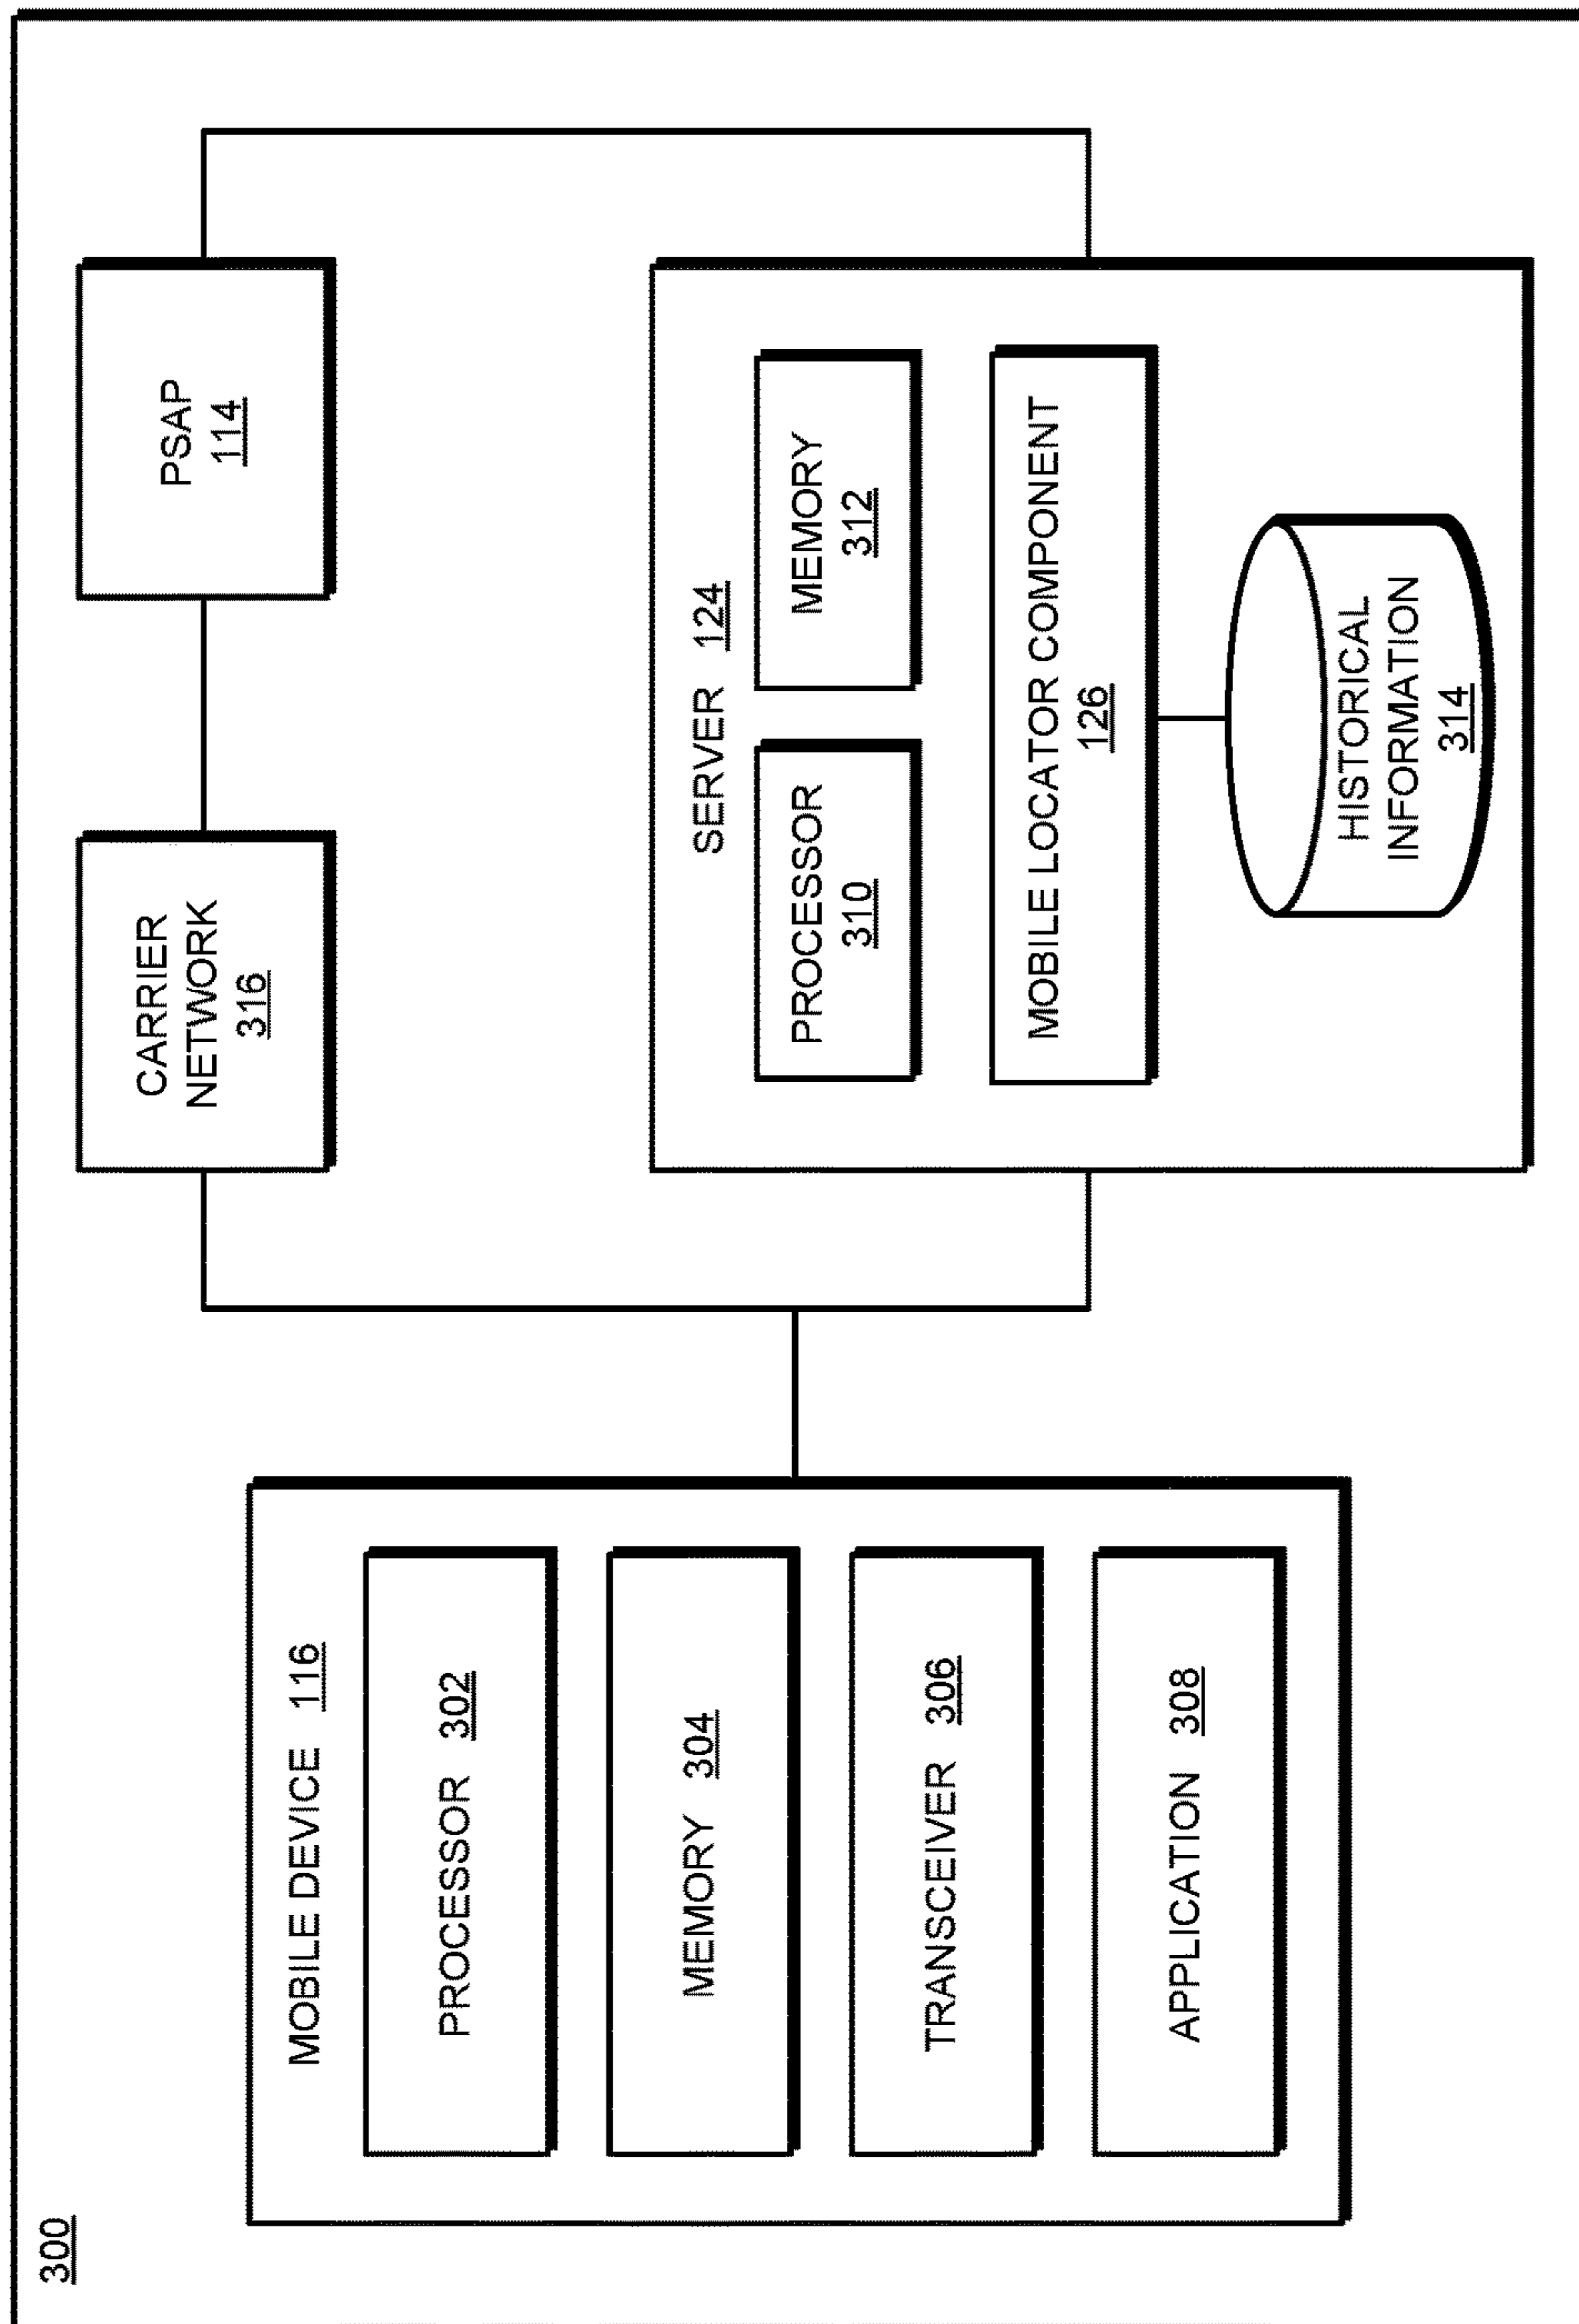 300
MOBILE DEVICE 116
PROCESSOR 302
MEMORY 304
TRANSCEIVER 306
APPLICATION 308
CARRIER
NETWORK
316
PSAP
114
SERVER 124
PROCESSOR
310
MEMORY
312
MOBILE LOCATOR COMPONENT
126
HISTORICAL
INFORMATION
314